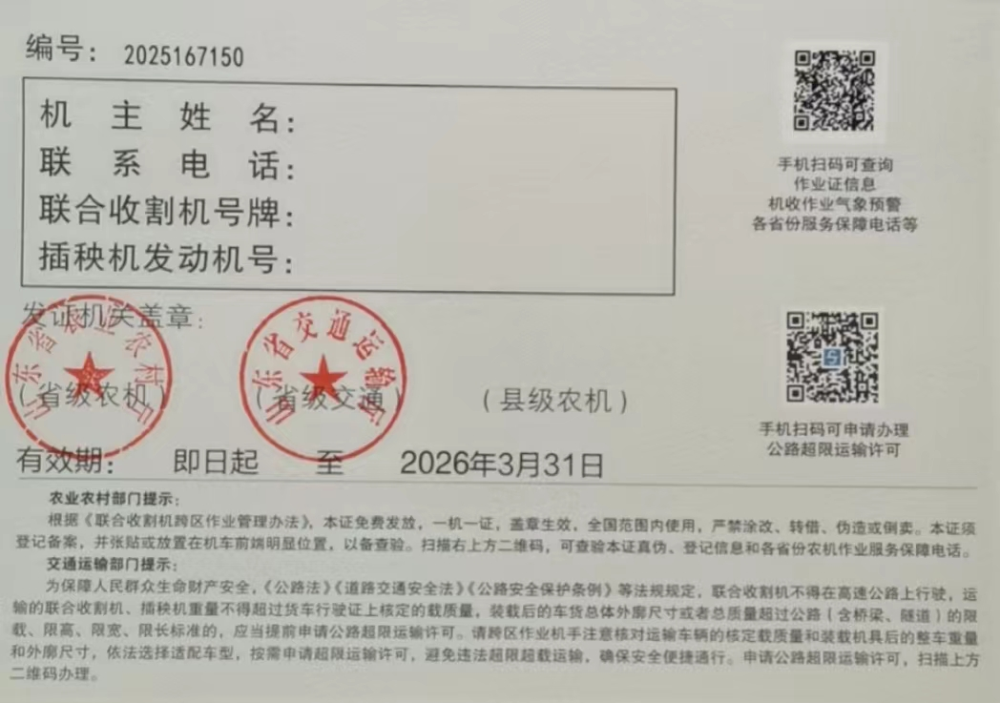 编号: 2025167150
机主姓名:
联系电话:
联合收割机号牌:
插秧机发动机号:
手机扫码可查询
作业证信息
机收作业气象预警
各省份服务保障电话等
发证机关盖章:
山东省农业农村厅
山东省交通运输厅
(省级农机)
(省级交通)
(县级农机)
手机扫码可申请办理
公路超限运输许可
有效期: 即日起 至 2026年3月31日
农业农村部门提示:
根据《联合收割机跨区作业管理办法》,本证免费发放,一机一证,盖章生效,全国范围内使用,严禁涂改、转借、伪造或倒卖。本证须
登记备案,并张贴或放置在机车前端明显位置,以备查验。扫描右上方二维码,可查验本证真伪、登记信息和各省份农机作业服务保障电话。
交通运输部门提示:
为保障人民群众生命财产安全,《公路法》《道路交通安全法》《公路安全保护条例》等法规规定,联合收割机不得在高速公路上行驶,运
输的联合收割机、插秧机重量不得超过货车行驶证上核定的载质量,装载后的车货总体外廓尺寸或者总质量超过公路(含桥梁、隧道)的限
载、限高、限宽、限长标准的,应当提前申请公路超限运输许可。请跨区作业机手注意核对运输车辆的核定载质量和装载机具后的整车重量
和外廓尺寸,依法选择适配车型,按需申请超限运输许可,避免违法超限超载运输,确保安全便捷通行。申请公路超限运输许可,扫描上方
二维码办理。